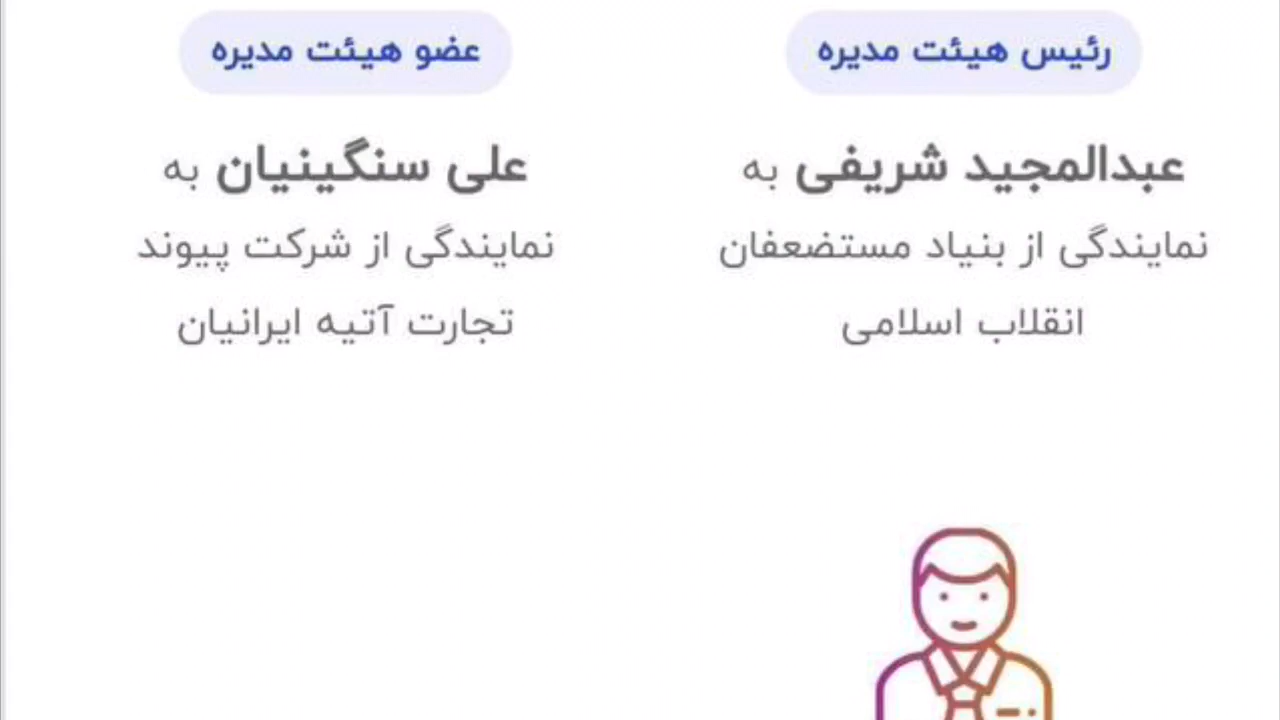 رئیس هیئت مدیره
عبدالمجید شریفی به
نمایندگی از بنیاد مستضعفان
انقلاب اسلامی
عضو هیئت مدیره
علی سنگینیان به
نمایندگی از شرکت پیوند
تجارت آتیه ایرانیان